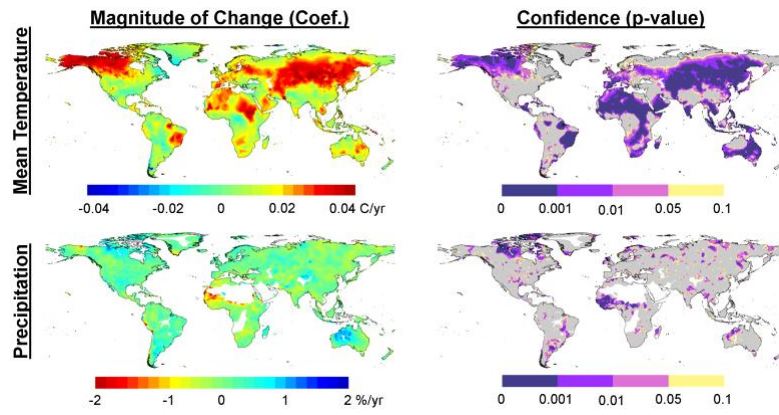 Magnitude of Change (Coef.)
Confidence (p-value)
Mean Temperature
-0.04 -0.02 0 0.02 0.04 C/yr
0 0.001 0.01 0.05 0.1
Precipitation
-2 -1 0 1 2 %/yr
0 0.001 0.01 0.05 0.1